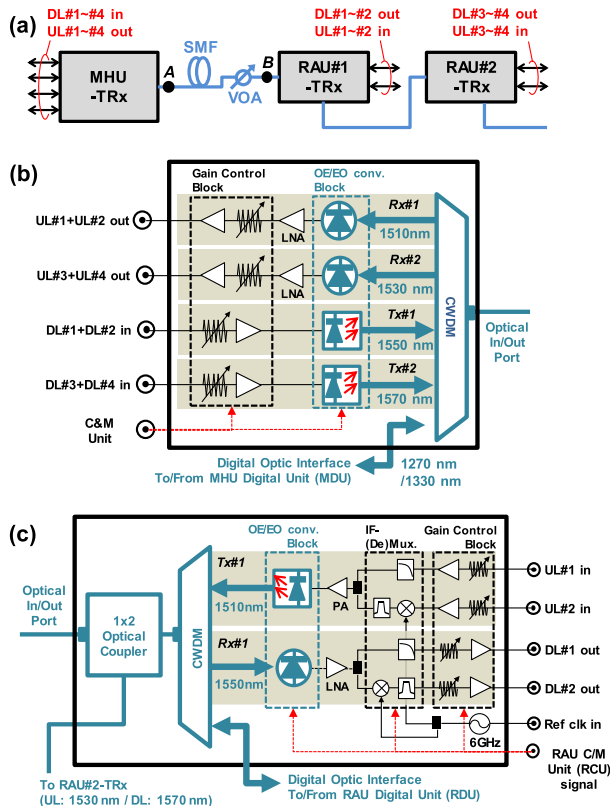 (a)
DL#1~#4 in
UL#1~#4 out
DL#1~#2 out
UL#1~#2 in
DL#3~#4 out
UL#3~#4 in
MHU
-TRx
A
SMF
VOA
B
RAU#1
-TRx
RAU#2
-TRx
(b)
Gain Control
Block
OE/EO conv.
Block
UL#1+UL#2 out
LNA
Rx#1
1510nm
UL#3+UL#4 out
LNA
Rx#2
1530 nm
DL#1+DL#2 in
Tx#1
1550 nm
DL#3+DL#4 in
Tx#2
1570 nm
CWDM
Optical
In/Out
Port
C&M
Unit
Digital Optic Interface
To/From MHU Digital Unit (MDU)
1270 nm
/1330 nm
(c)
OE/EO conv.
Block
IF-
(De)Mux.
Gain Control
Block
Optical
In/Out
Port
1x2
Optical
Coupler
CWDM
Tx#1
1510nm
PA
Rx#1
1550nm
LNA
UL#1 in
UL#2 in
DL#1 out
DL#2 out
Ref clk in
6GHz
RAU C/M
Unit (RCU)
signal
To RAU#2-TRx
(UL: 1530 nm / DL: 1570 nm)
Digital Optic Interface
To/From RAU Digital Unit (RDU)